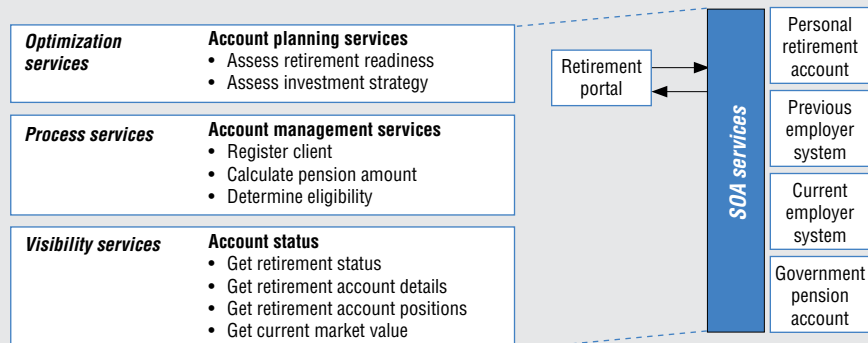 Optimization services
Account planning services
• Assess retirement readiness
• Assess investment strategy
Process services
Account management services
• Register client
• Calculate pension amount
• Determine eligibility
Visibility services
Account status
• Get retirement status
• Get retirement account details
• Get retirement account positions
• Get current market value
Retirement
portal
SOA services
Personal
retirement
account
Previous
employer
system
Current
employer
system
Government
pension
account